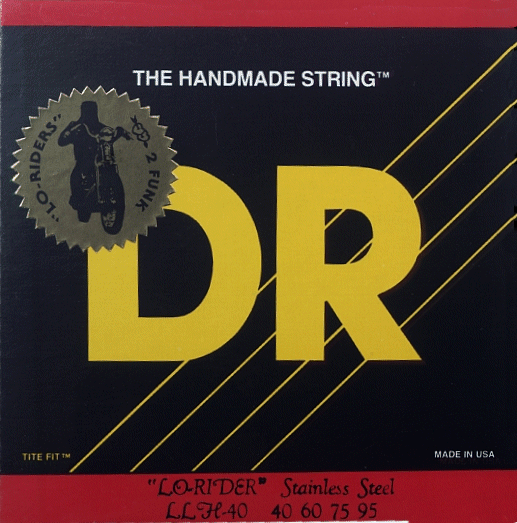 THE HANDMADE STRING™
"LO-RIDERS" 2 FUNK
DR
TITE FIT™
MADE IN USA
"LO-RIDER" Stainless Steel
LLH-40 40 60 75 95